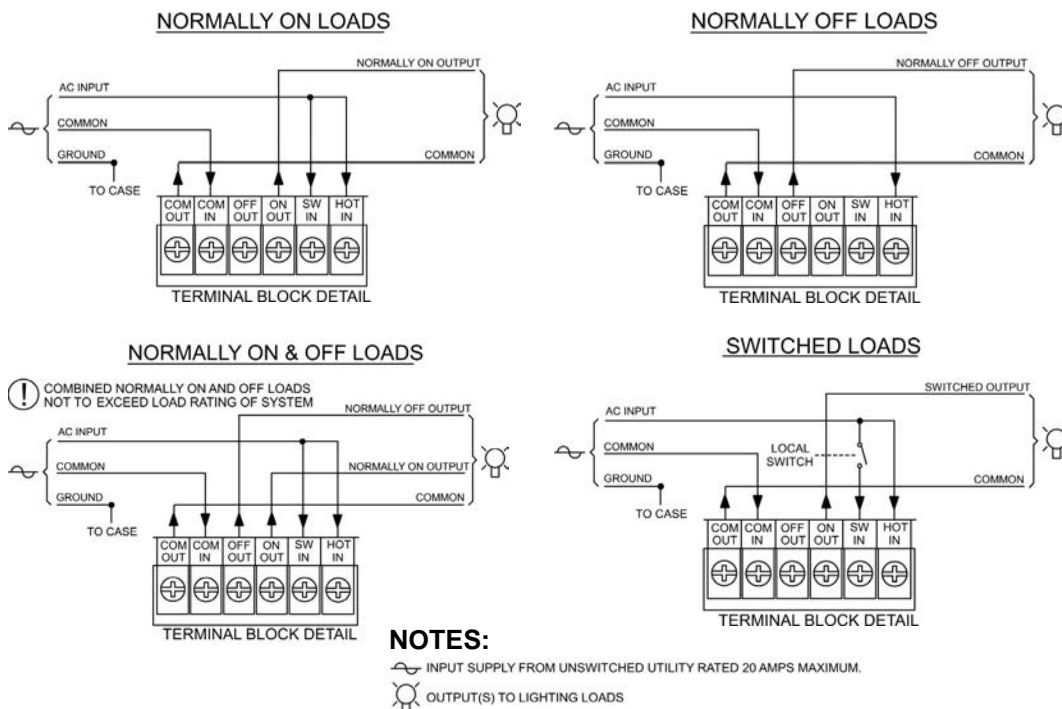 NORMALLY ON LOADS
NORMALLY ON OUTPUT
AC INPUT
COMMON
GROUND
COMMON
TO CASE
COM OUT
COM IN
OFF OUT
ON OUT
SW IN
HOT IN
TERMINAL BLOCK DETAIL
NORMALLY OFF LOADS
NORMALLY OFF OUTPUT
AC INPUT
COMMON
GROUND
COMMON
TO CASE
COM OUT
COM IN
OFF OUT
ON OUT
SW IN
HOT IN
TERMINAL BLOCK DETAIL
NORMALLY ON & OFF LOADS
! COMBINED NORMALLY ON AND OFF LOADS
NOT TO EXCEED LOAD RATING OF SYSTEM
NORMALLY OFF OUTPUT
AC INPUT
COMMON
NORMALLY ON OUTPUT
GROUND
COMMON
TO CASE
COM OUT
COM IN
OFF OUT
ON OUT
SW IN
HOT IN
TERMINAL BLOCK DETAIL
SWITCHED LOADS
SWITCHED OUTPUT
AC INPUT
COMMON
LOCAL
SWITCH
GROUND
COMMON
TO CASE
COM OUT
COM IN
OFF OUT
ON OUT
SW IN
HOT IN
TERMINAL BLOCK DETAIL
NOTES:
INPUT SUPPLY FROM UNSWITCHED UTILITY RATED 20 AMPS MAXIMUM.
OUTPUT(S) TO LIGHTING LOADS